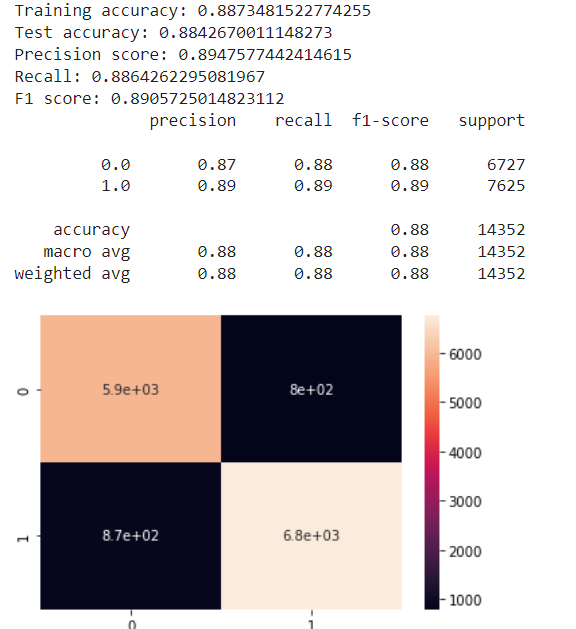 Training accuracy: 0.8873481522774255
Test accuracy: 0.8842670011148273
Precision score: 0.8947577442414615
Recall: 0.8864262295081967
F1 score: 0.8905725014823112
precision recall f1-score support
0.0 0.87 0.88 0.88 6727
1.0 0.89 0.89 0.89 7625
accuracy 0.88 14352
macro avg 0.88 0.88 0.88 14352
weighted avg 0.88 0.88 0.88 14352
6000
0 5.9e+03 8e+02
5000
4000
3000
1 8.7e+02 6.8e+03
2000
1000
0 1